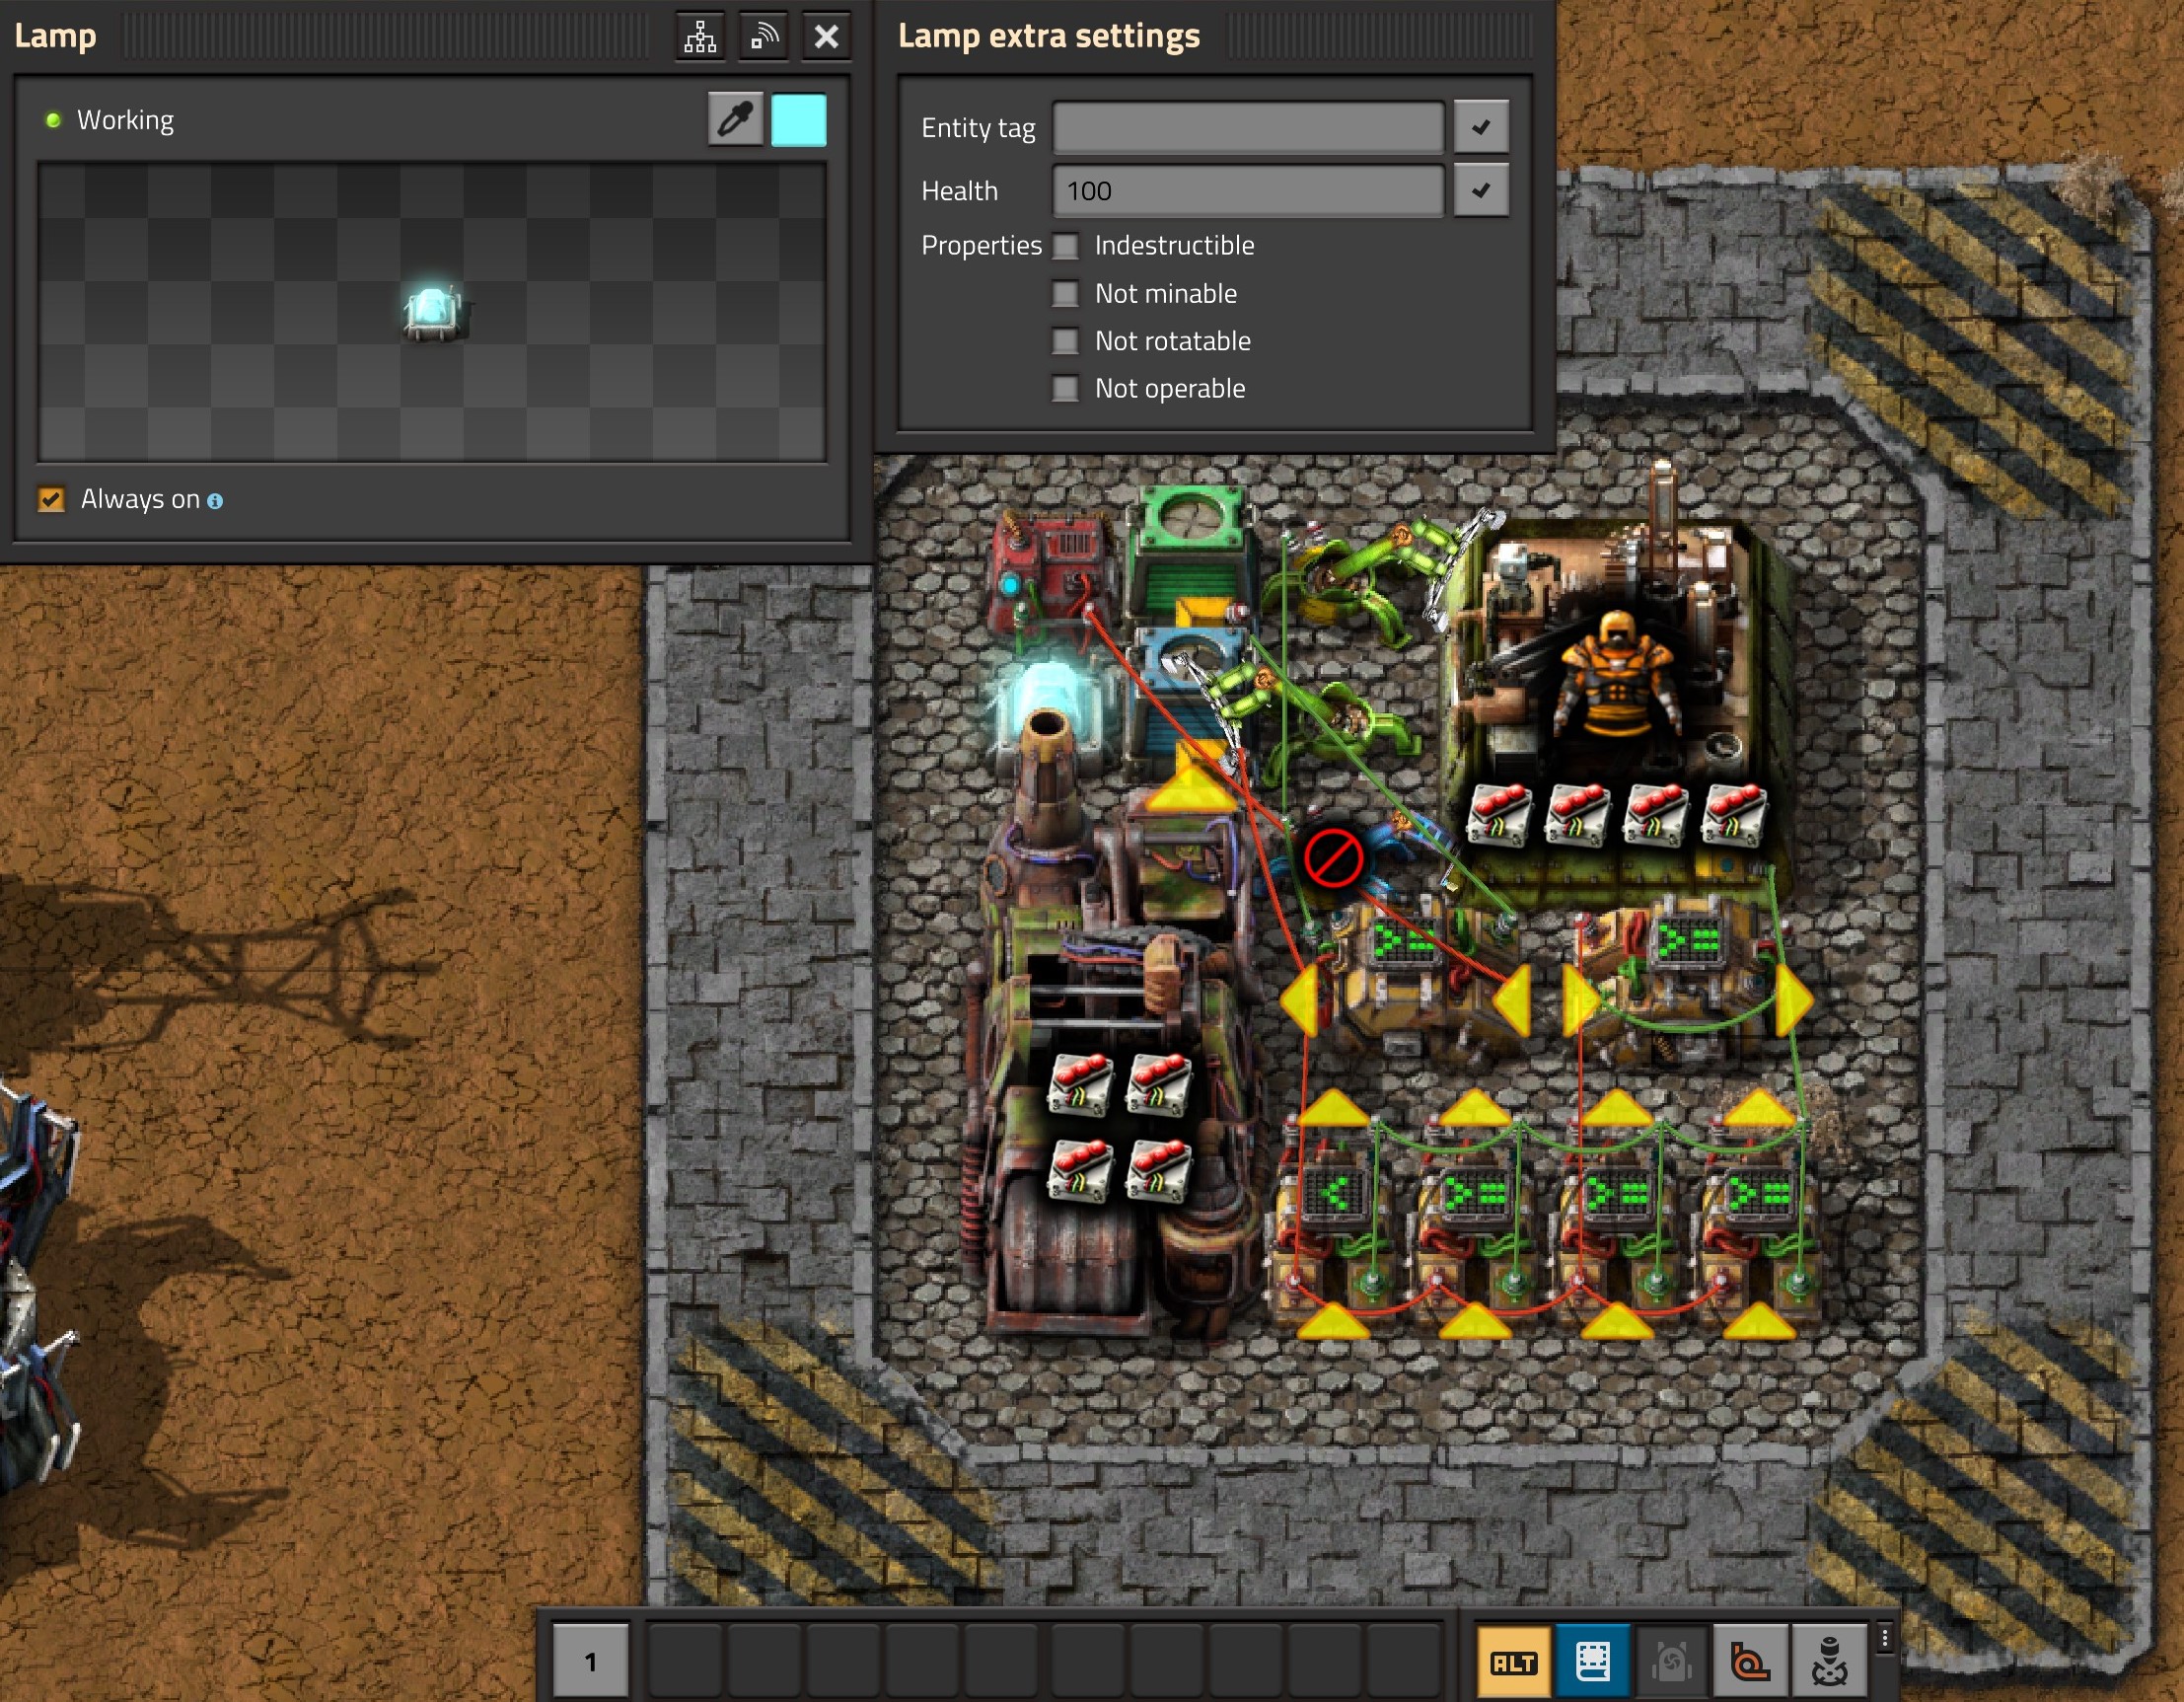 Lamp
Working
Always on
Lamp extra settings
Entity tag
Health 100
Properties Indestructible
Not minable
Not rotatable
Not operable
>=
>=
<
>=
>=
>=
1
ALT